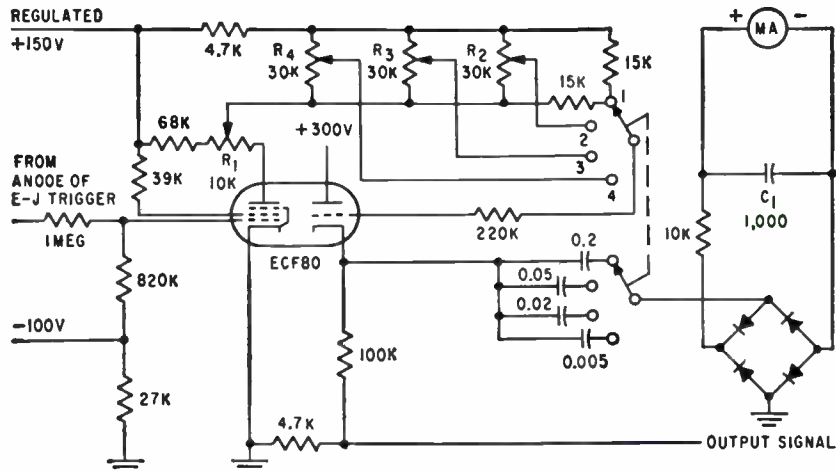 REGULATED
+150V
4.7K
R4
30K
R3
30K
R2
30K
15K
15K
+ MA -
1
2
3
4
68K
R1
10K
+300V
39K
FROM
ANODE OF
E-J TRIGGER
1MEG
ECF80
220K
C1
1,000
10K
0.2
0.05
0.02
0.005
820K
-100V
27K
100K
4.7K
OUTPUT SIGNAL